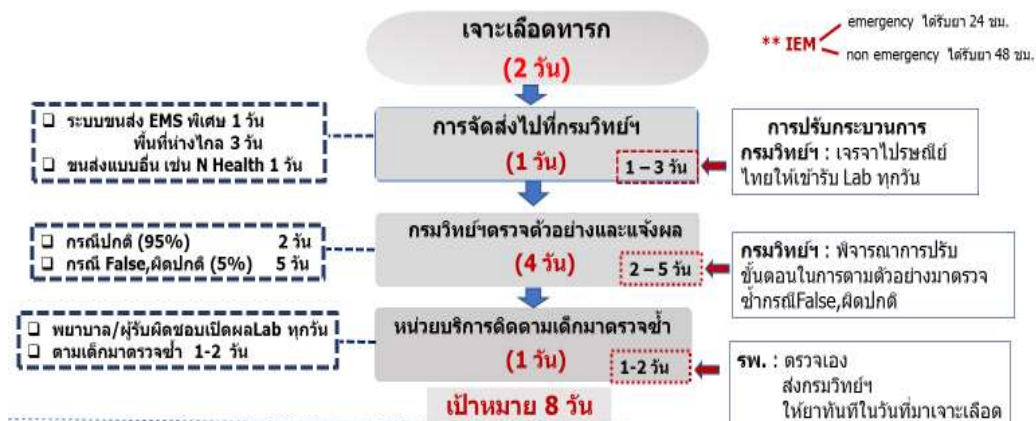 เจาะเลือดทารก
(2 วัน)
** IEM
emergency ได้รับยา 24 ชม.
non emergency ได้รับยา 48 ชม.
❑ ระบบขนส่ง EMS พิเศษ 1 วัน
พื้นที่ห่างไกล 3 วัน
❑ ขนส่งแบบอื่น เช่น N Health 1 วัน
การจัดส่งไปที่กรมวิทย์ฯ
(1 วัน)
1 – 3 วัน
การปรับกระบวนการ
กรมวิทย์ฯ : เจรจาไปรษณีย์
ไทยให้เข้ารับ Lab ทุกวัน
❑ กรณีปกติ (95%) 2 วัน
❑ กรณี False,ผิดปกติ (5%) 5 วัน
กรมวิทย์ฯตรวจตัวอย่างและแจ้งผล
(4 วัน)
2 – 5 วัน
กรมวิทย์ฯ : พิจารณาการปรับ
ขั้นตอนในการตามตัวอย่างมาตรวจ
ซ้ำกรณีFalse,ผิดปกติ
❑ พยาบาล/ผู้รับผิดชอบเปิดผลLab ทุกวัน
❑ ตามเด็กมาตรวจซ้ำ 1-2 วัน
หน่วยบริการติดตามเด็กมาตรวจซ้ำ
(1 วัน)
1-2 วัน
รพ. : ตรวจเอง
ส่งกรมวิทย์ฯ
ให้ยาทันทีในวันที่มาเจาะเลือด
เป้าหมาย 8 วัน